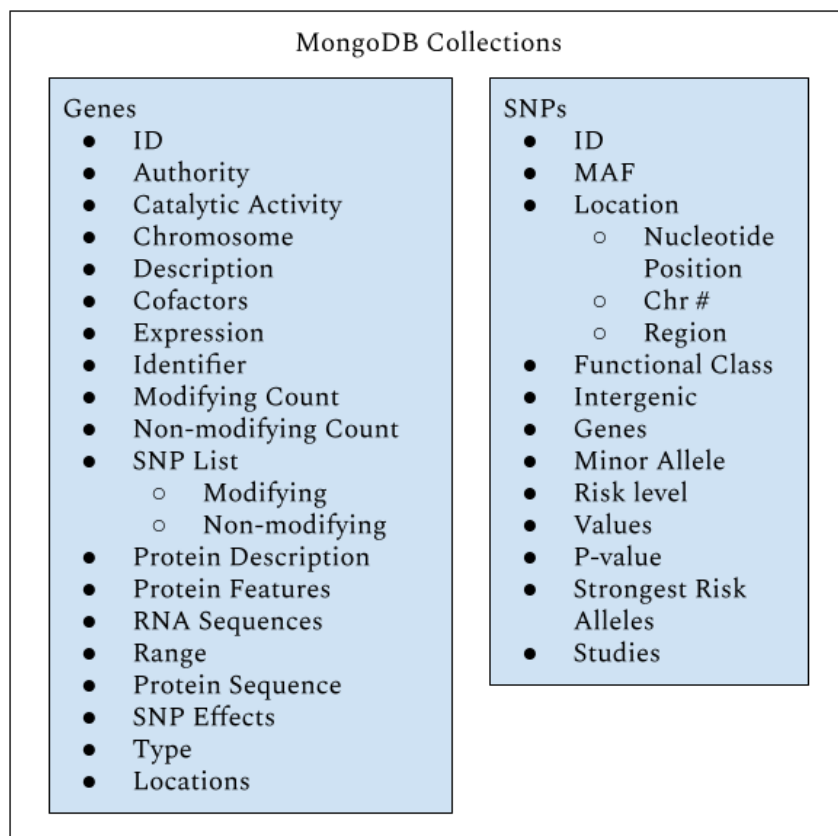 MongoDB Collections
Genes
● ID
● Authority
● Catalytic Activity
● Chromosome
● Description
● Cofactors
● Expression
● Identifier
● Modifying Count
● Non-modifying Count
● SNP List
○ Modifying
○ Non-modifying
● Protein Description
● Protein Features
● RNA Sequences
● Range
● Protein Sequence
● SNP Effects
● Type
● Locations
SNPs
● ID
● MAF
● Location
○ Nucleotide
Position
○ Chr #
○ Region
● Functional Class
● Intergenic
● Genes
● Minor Allele
● Risk level
● Values
● P-value
● Strongest Risk
Alleles
● Studies